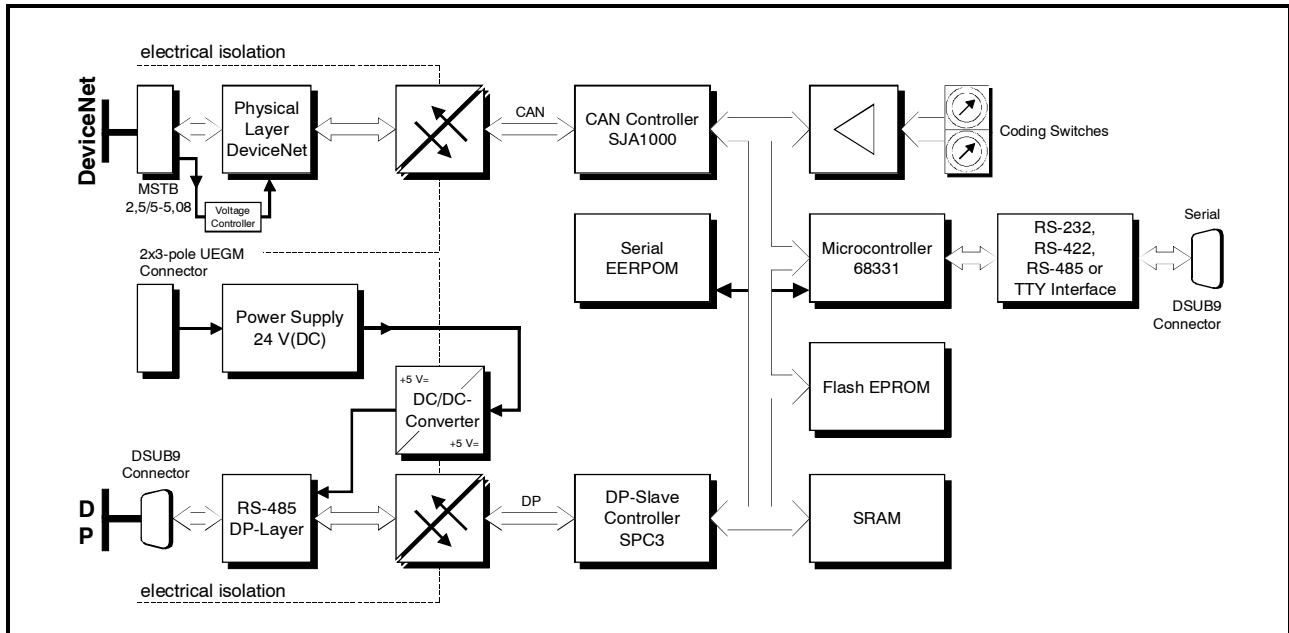 electrical isolation
DeviceNet
Physical
Layer
DeviceNet
CAN
CAN Controller
SJA1000
Coding Switches
MSTB
2,5/5-5,08
Voltage
Controller
2x3-pole UEGM
Connector
Serial
EERPOM
Microcontroller
68331
RS-232,
RS-422,
RS-485 or
TTY Interface
Serial
DSUB9
Connector
Power Supply
24 V(DC)
+5 V=
DC/DC-
Converter
+5 V=
Flash EPROM
DSUB9
Connector
D
P
RS-485
DP-Layer
DP
DP-Slave
Controller
SPC3
SRAM
electrical isolation